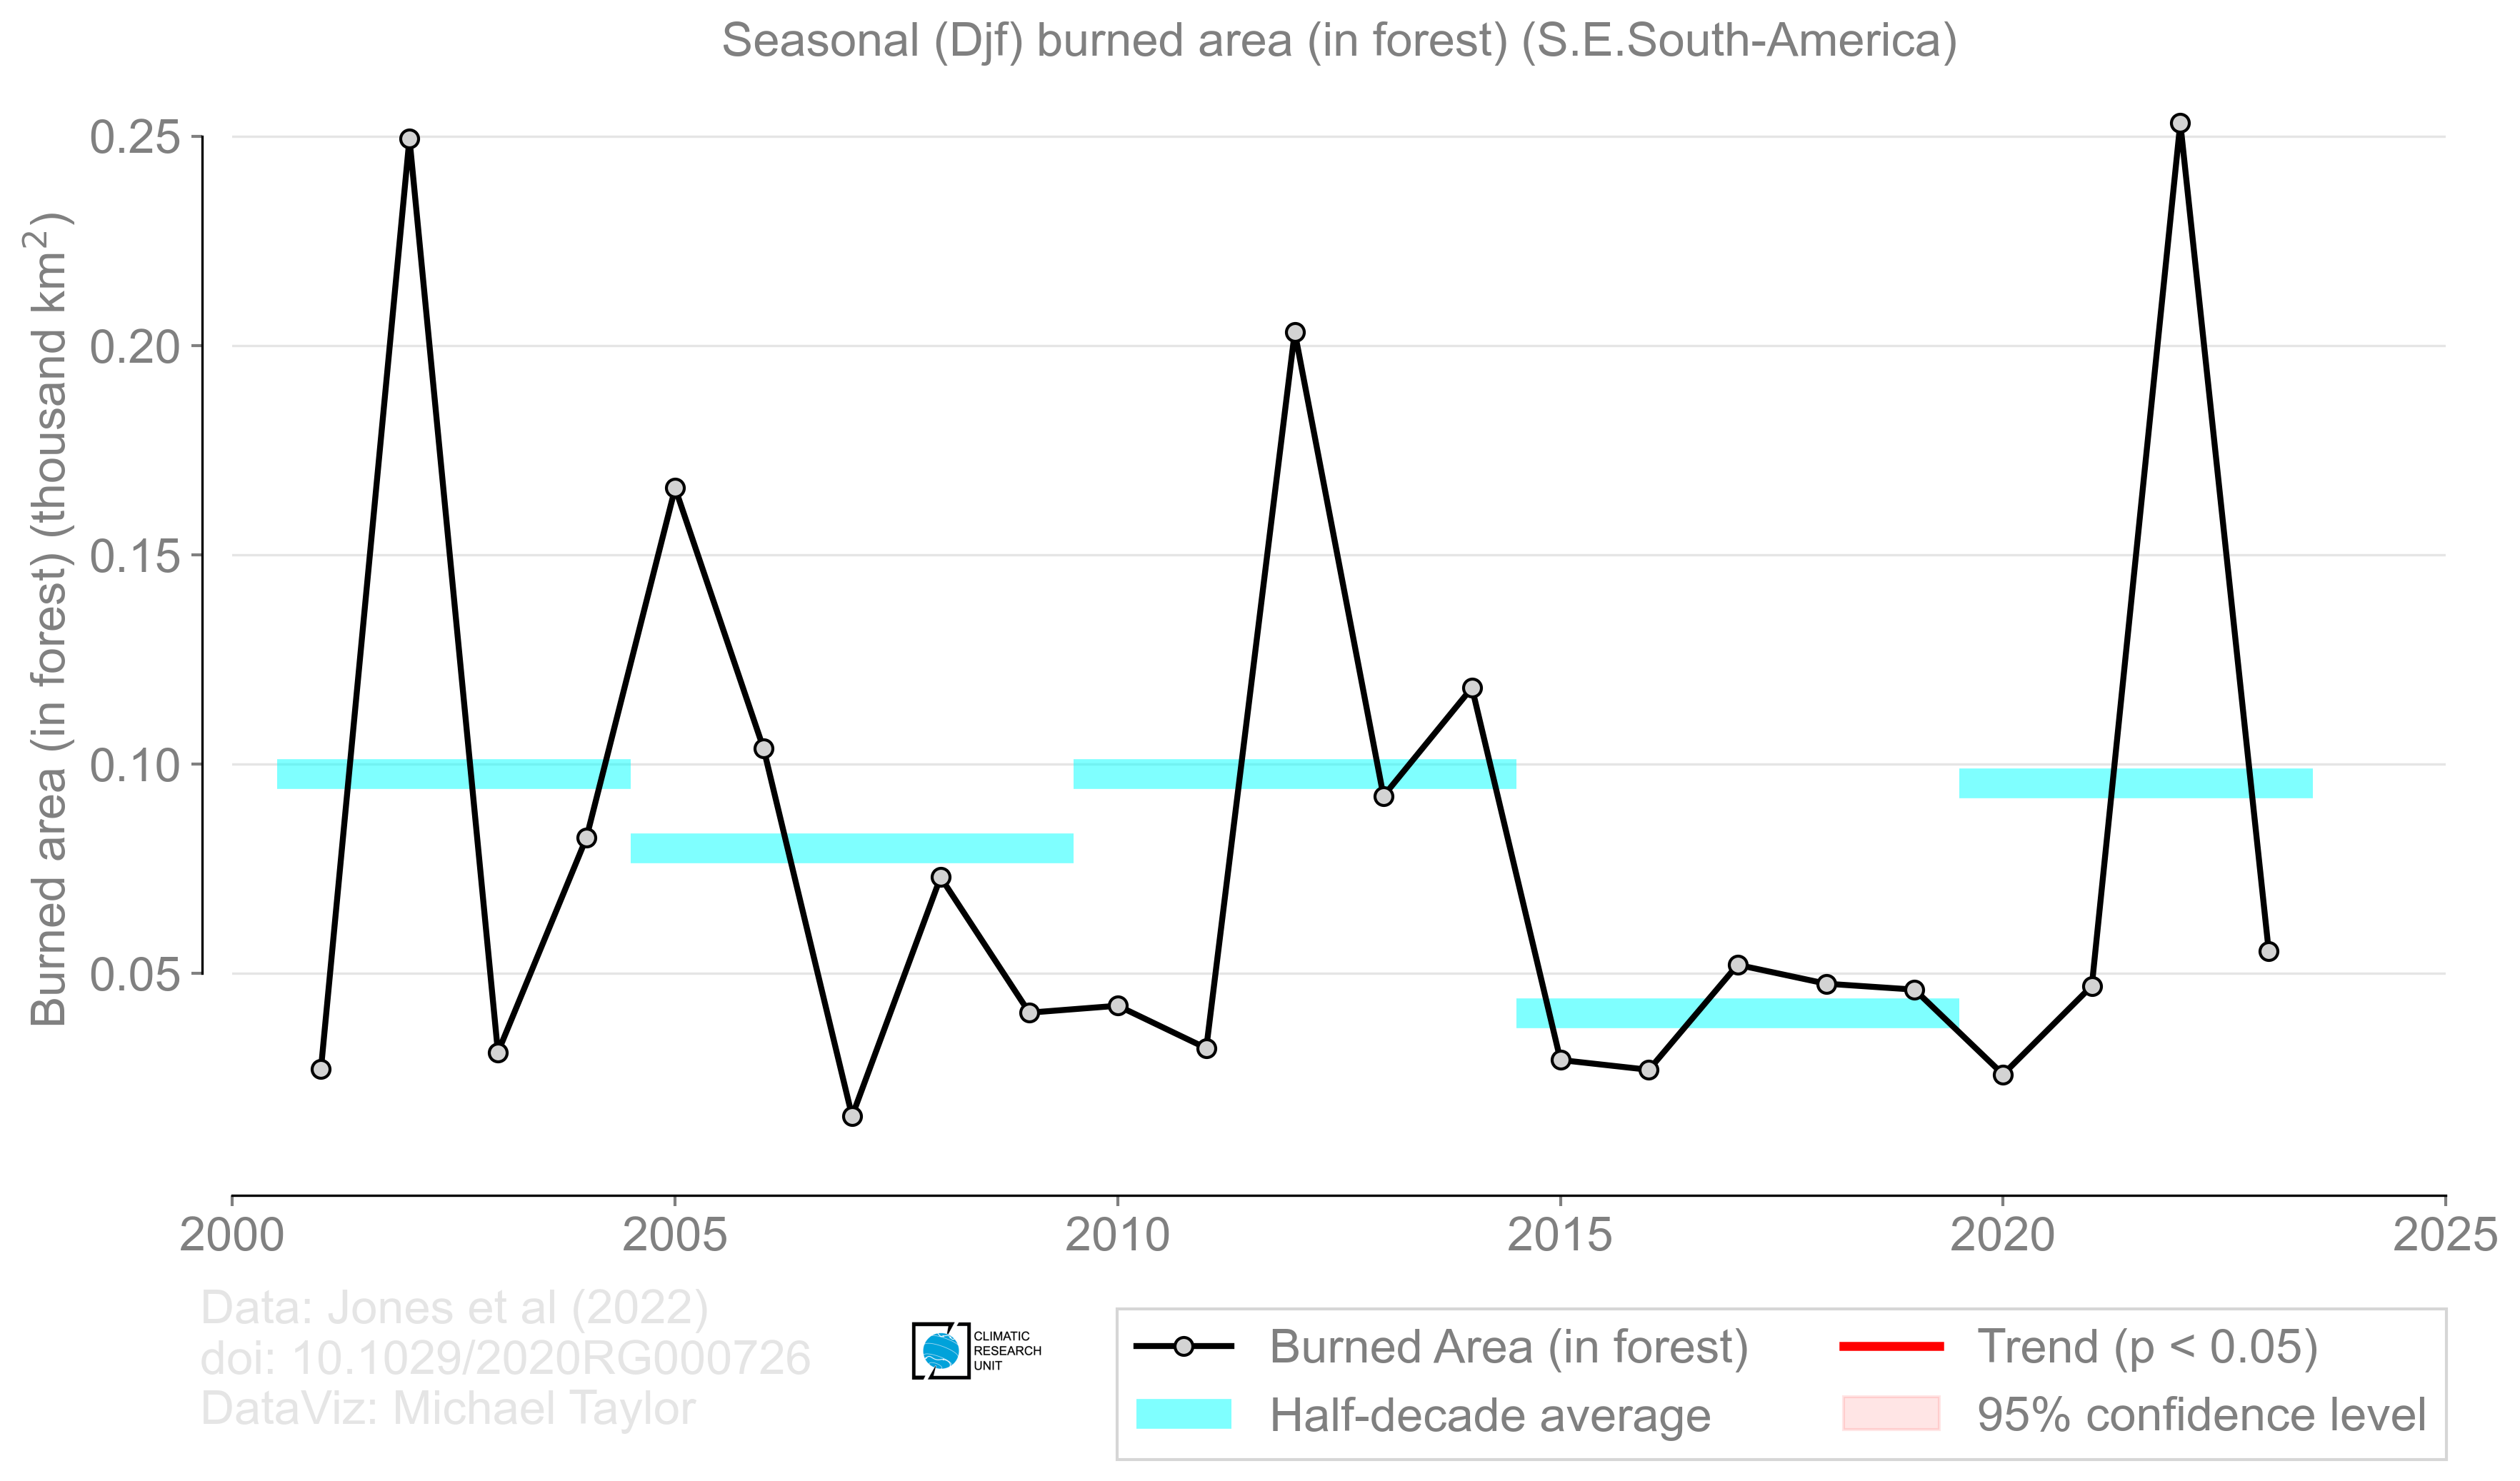 Seasonal (Djf) burned area (in forest) (S.E.South-America)
Burned area (in forest) (thousand km²)
0.25
0.20
0.15
0.10
0.05
2000 2005 2010 2015 2020 2025
Data: Jones et al (2022)
doi: 10.1029/2020RG000726
DataViz: Michael Taylor
CLIMATIC
RESEARCH
UNIT
Burned Area (in forest)
Half-decade average
Trend (p < 0.05)
95% confidence level